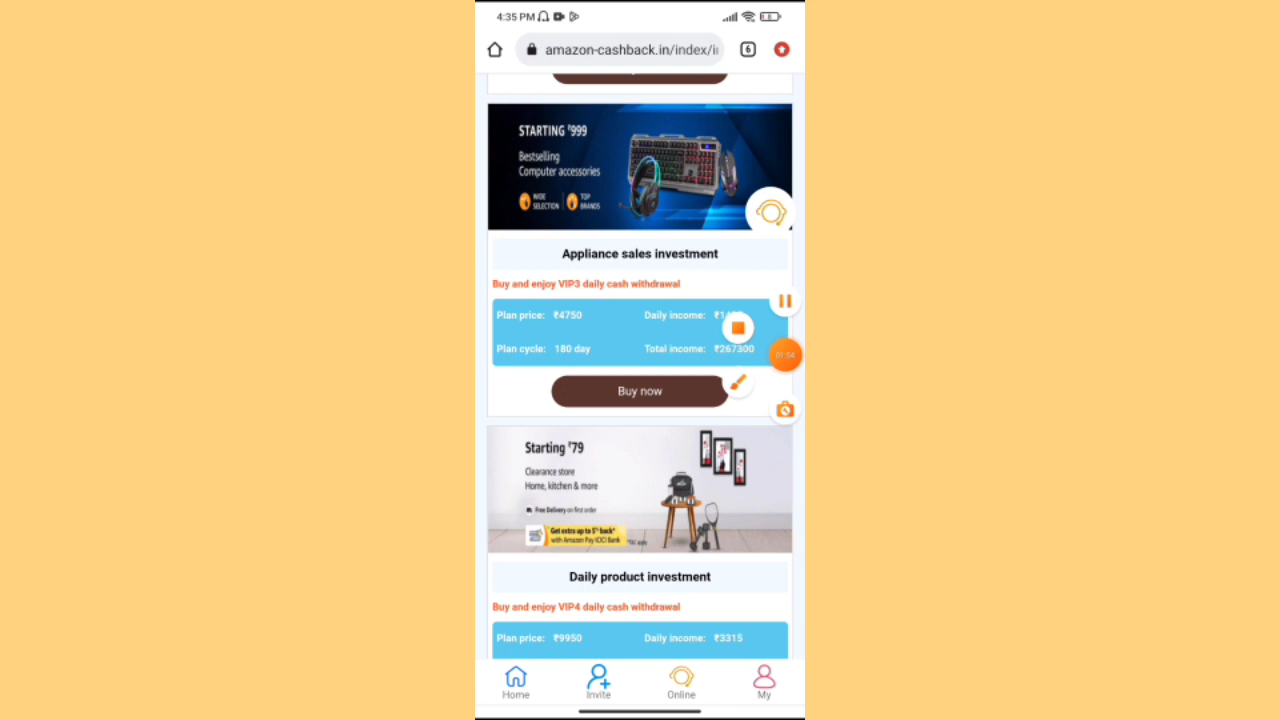 4:35 PM
amazon-cashback.in/index/i
6
STARTING ₹999
Bestselling
Computer accessories
WIDE SELECTION
TOP BRANDS
Appliance sales investment
Buy and enjoy VIP3 daily cash withdrawal
Plan price: ₹4750 Daily income:
Plan cycle: 180 day Total income: ₹267300
01:54
Buy now
Starting ₹79
Clearance store
Home, kitchen & more
Free Delivery on first order
Get extra up to 5% back*
with Amazon Pay ICICI Bank
Daily product investment
Buy and enjoy VIP4 daily cash withdrawal
Plan price: ₹9950 Daily income: ₹3315
Home Invite Online My